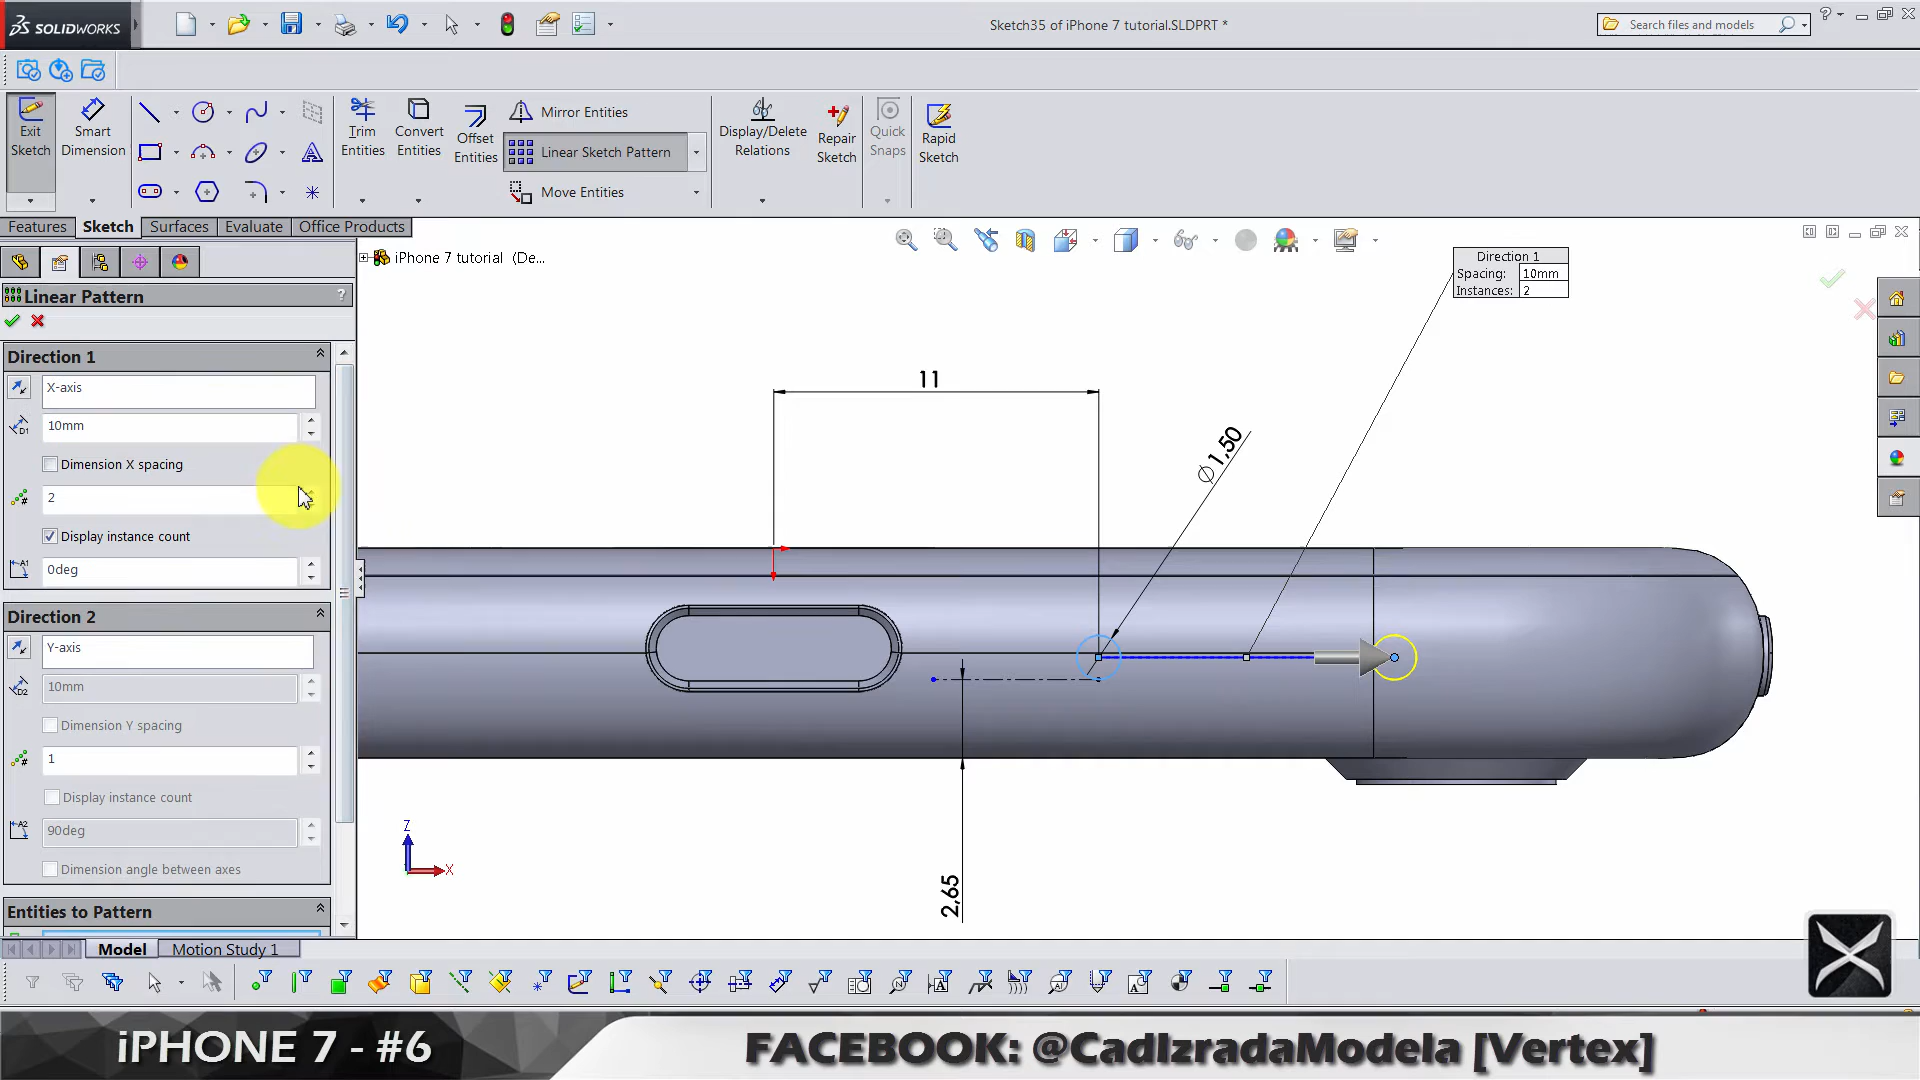 SOLIDWORKS
Sketch35 of iPhone 7 tutorial.SLDPRT *
Search files and models
Exit Sketch
Smart Dimension
Trim Entities
Convert Entities
Offset Entities
Mirror Entities
Linear Sketch Pattern
Move Entities
Display/Delete Relations
Repair Sketch
Quick Snaps
Rapid Sketch
Features
Sketch
Surfaces
Evaluate
Office Products
iPhone 7 tutorial (De...
Linear Pattern
?
Direction 1
X-axis
D1
10mm
Dimension X spacing
#
2
Display instance count
A1
0deg
Direction 2
Y-axis
D2
10mm
Dimension Y spacing
#
1
Display instance count
A2
90deg
Dimension angle between axes
Entities to Pattern
Direction 1
Spacing: 10mm
Instances: 2
11
Ø1,50
2,65
Z
X
Model
Motion Study 1
iPHONE 7 - #6
FACEBOOK: @CadIzradaModela [Vertex]